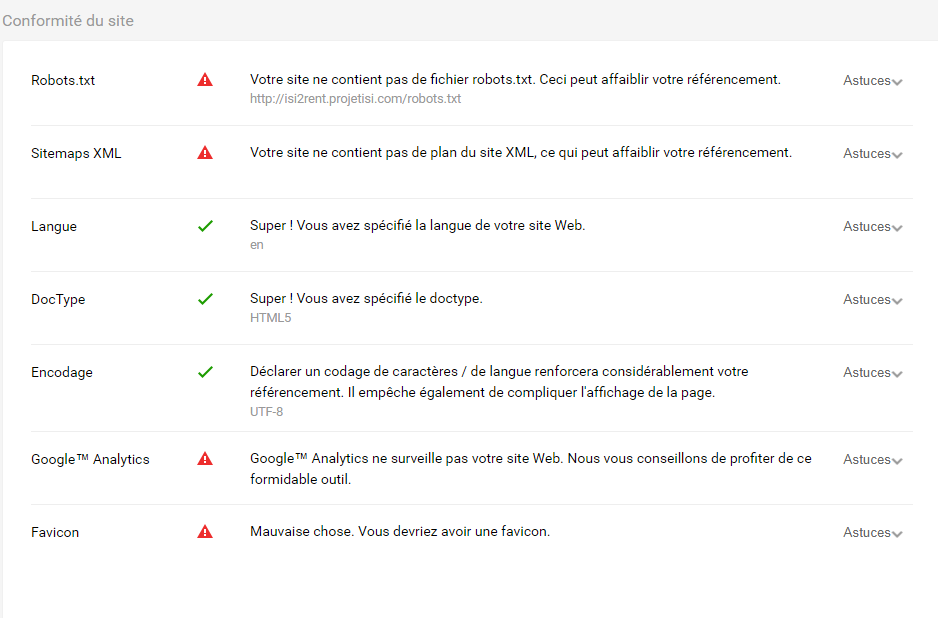 Conformité du site
Robots.txt
Votre site ne contient pas de fichier robots.txt. Ceci peut affaiblir votre référencement.
Astuces
http://isi2rent.projetisi.com/robots.txt
Sitemaps XML
Votre site ne contient pas de plan du site XML, ce qui peut affaiblir votre référencement.
Astuces
Langue
Super ! Vous avez spécifié la langue de votre site Web.
Astuces
en
DocType
Super ! Vous avez spécifié le doctype.
Astuces
HTML5
Encodage
Déclarer un codage de caractères / de langue renforcera considérablement votre
Astuces
référencement. Il empêche également de compliquer l'affichage de la page.
UTF-8
Google™ Analytics
Google™ Analytics ne surveille pas votre site Web. Nous vous conseillons de profiter de ce
Astuces
formidable outil.
Favicon
Mauvaise chose. Vous devriez avoir une favicon.
Astuces